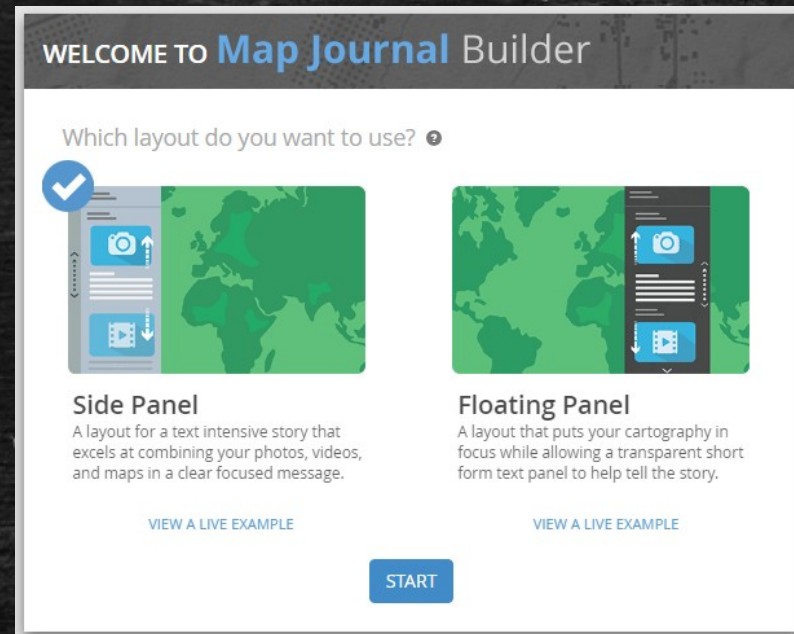 WELCOME TO Map Journal Builder
Which layout do you want to use? ?
Side Panel
A layout for a text intensive story that
excels at combining your photos, videos,
and maps in a clear focused message.
VIEW A LIVE EXAMPLE
Floating Panel
A layout that puts your cartography in
focus while allowing a transparent short
form text panel to help tell the story.
VIEW A LIVE EXAMPLE
START